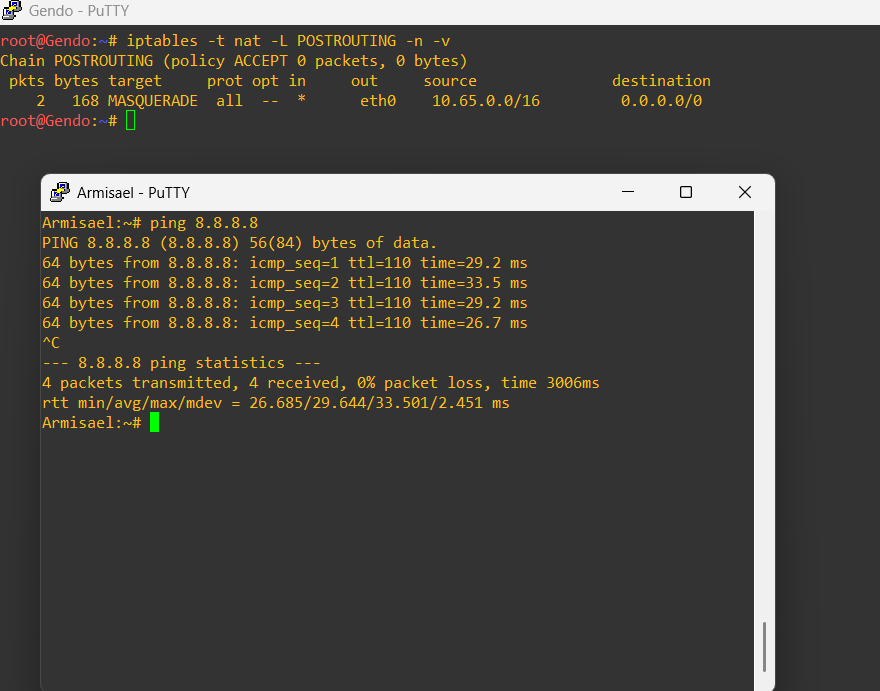 Gendo - PuTTY
root@Gendo:~# iptables -t nat -L POSTROUTING -n -v
Chain POSTROUTING (policy ACCEPT 0 packets, 0 bytes)
 pkts bytes target     prot opt in     out     source               destination
    2   168 MASQUERADE  all  --  *      eth0    10.65.0.0/16         0.0.0.0/0
root@Gendo:~#
Armisael - PuTTY
Armisael:~# ping 8.8.8.8
PING 8.8.8.8 (8.8.8.8) 56(84) bytes of data.
64 bytes from 8.8.8.8: icmp_seq=1 ttl=110 time=29.2 ms
64 bytes from 8.8.8.8: icmp_seq=2 ttl=110 time=33.5 ms
64 bytes from 8.8.8.8: icmp_seq=3 ttl=110 time=29.2 ms
64 bytes from 8.8.8.8: icmp_seq=4 ttl=110 time=26.7 ms
^C
--- 8.8.8.8 ping statistics ---
4 packets transmitted, 4 received, 0% packet loss, time 3006ms
rtt min/avg/max/mdev = 26.685/29.644/33.501/2.451 ms
Armisael:~#